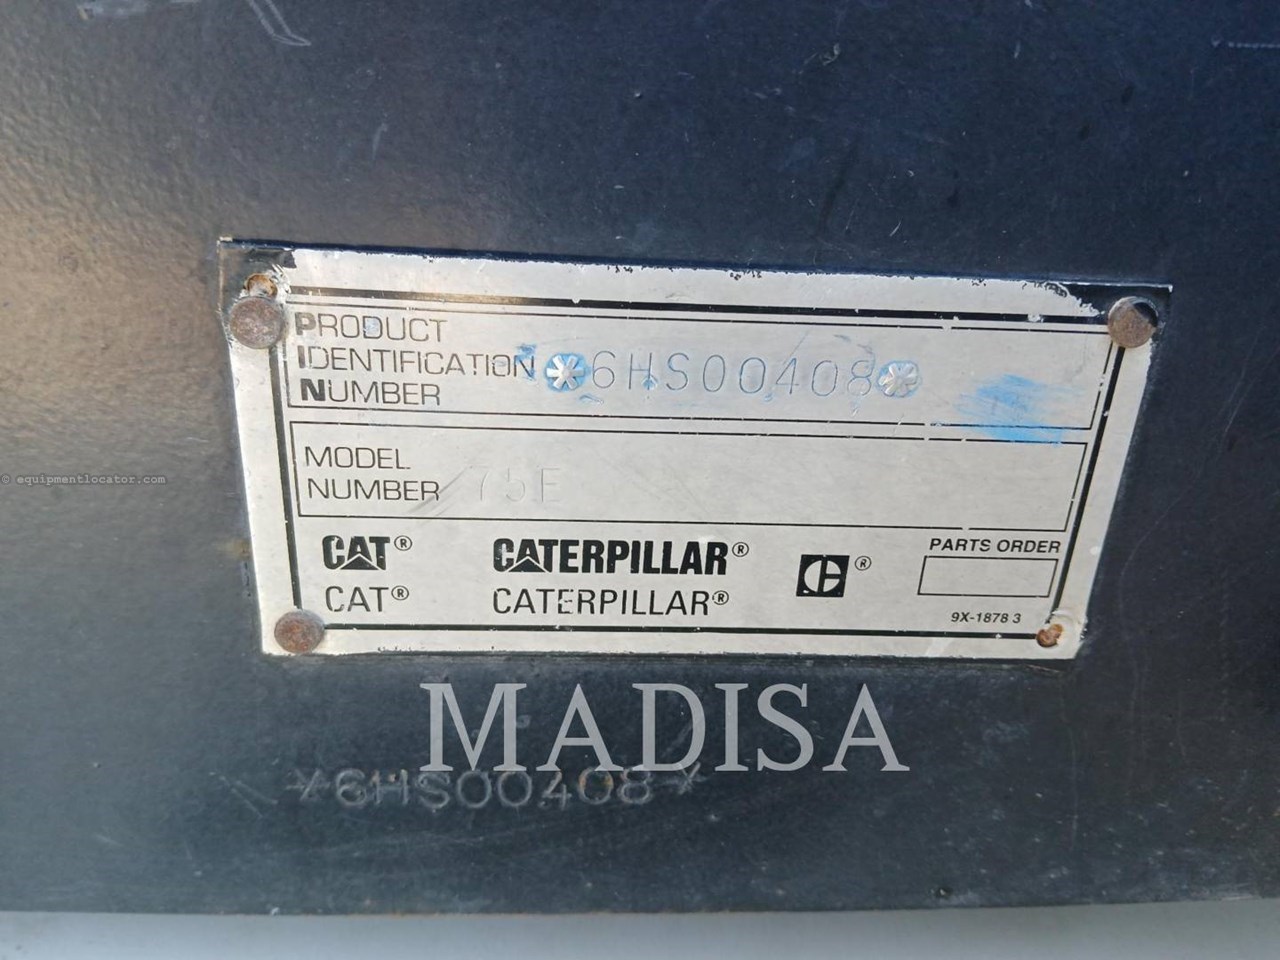 PRODUCT
IDENTIFICATION
NUMBER
*6HS00408*
MODEL
NUMBER
75E
CAT®
CATERPILLAR®
CE®
CAT®
CATERPILLAR®
PARTS ORDER
9X-1878 3
equipmentlocator.com
MADISA
*6HS00408*